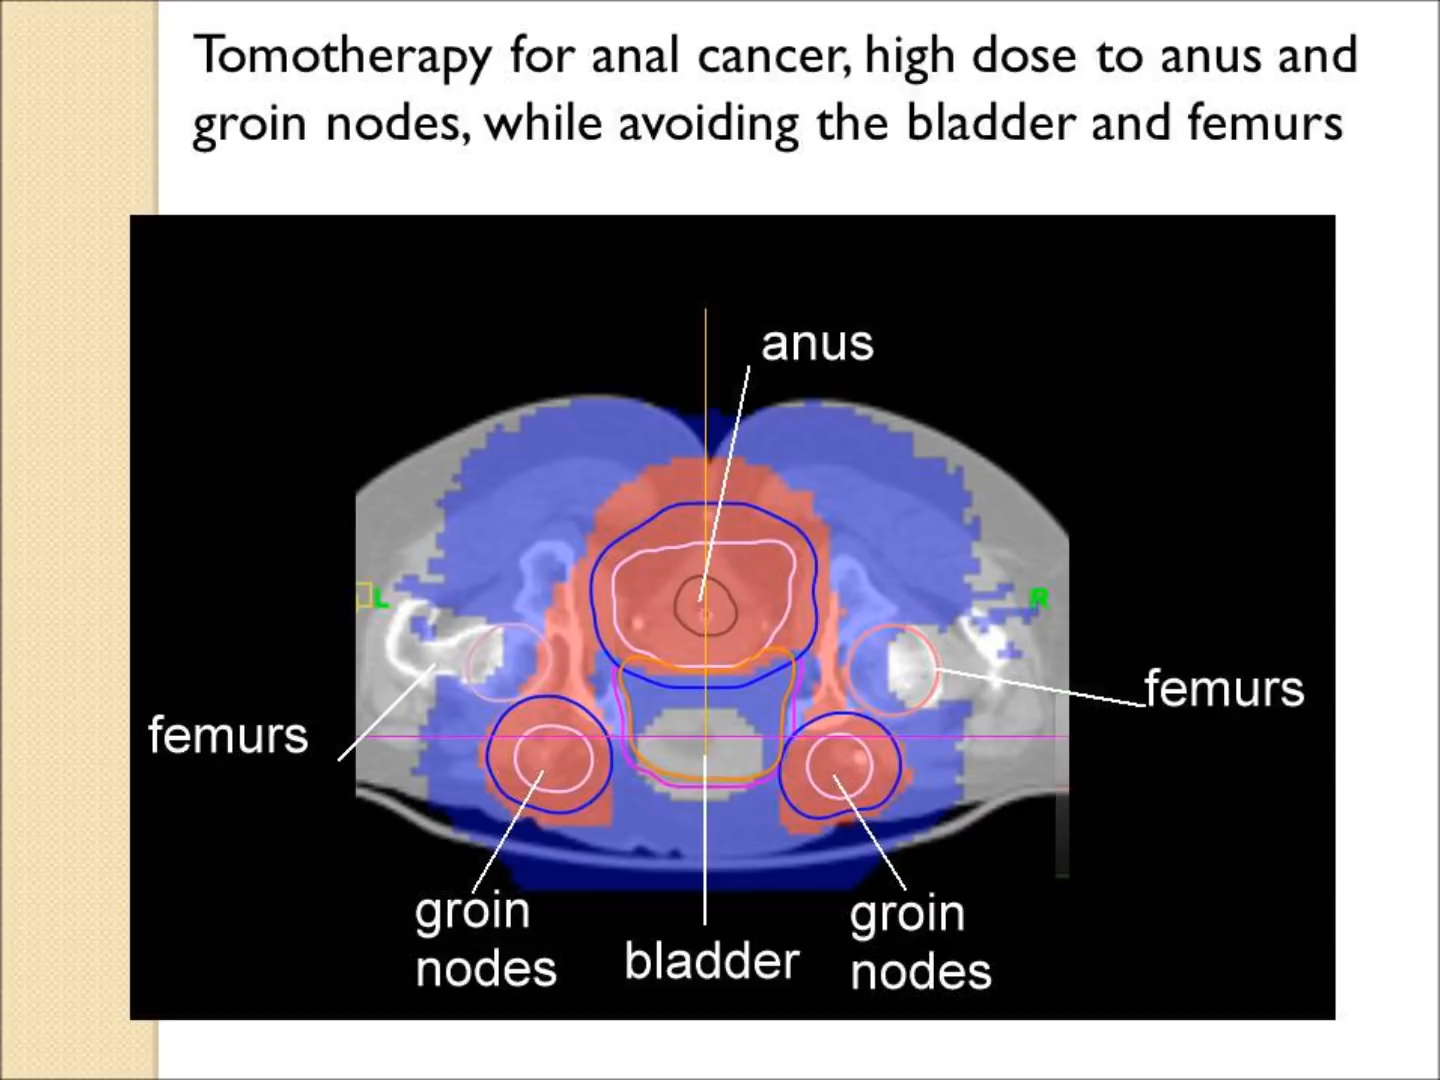 Tomotherapy for anal cancer, high dose to anus and
groin nodes, while avoiding the bladder and femurs
anus
L
R
femurs
femurs
groin
nodes
bladder
groin
nodes